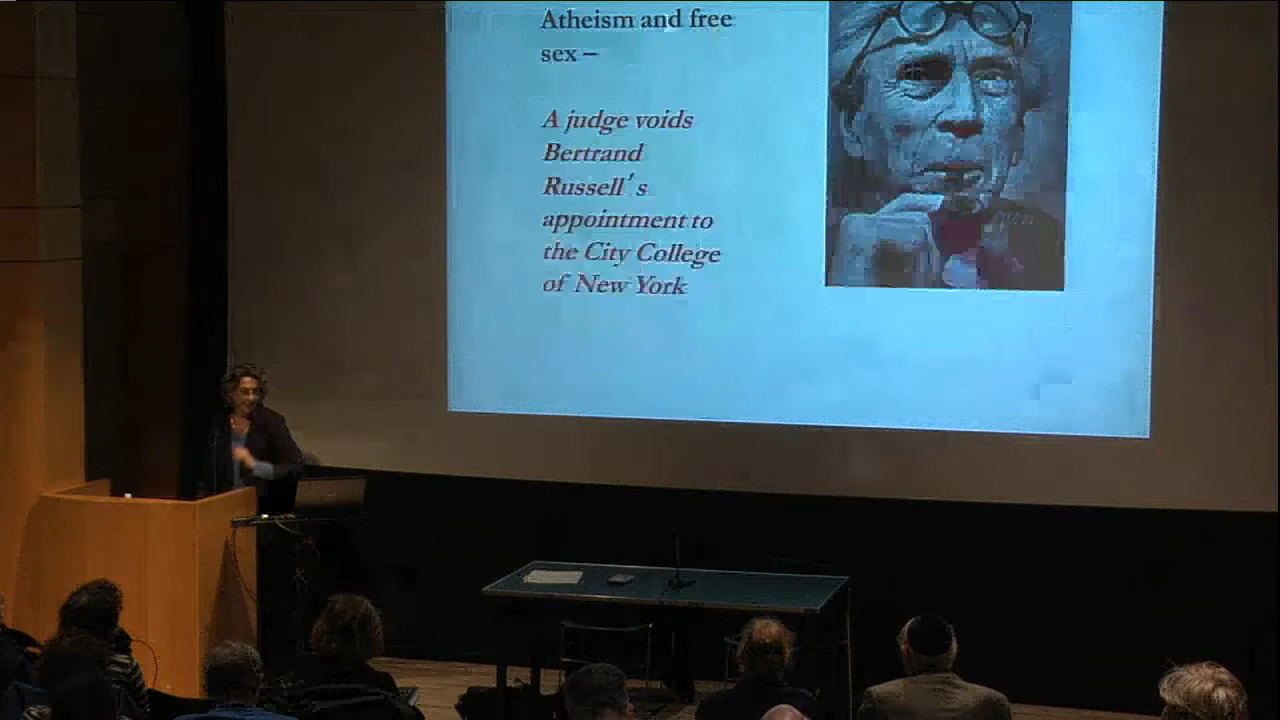 Atheism and free
sex –
A judge voids
Bertrand
Russell's
appointment to
the City College
of New York